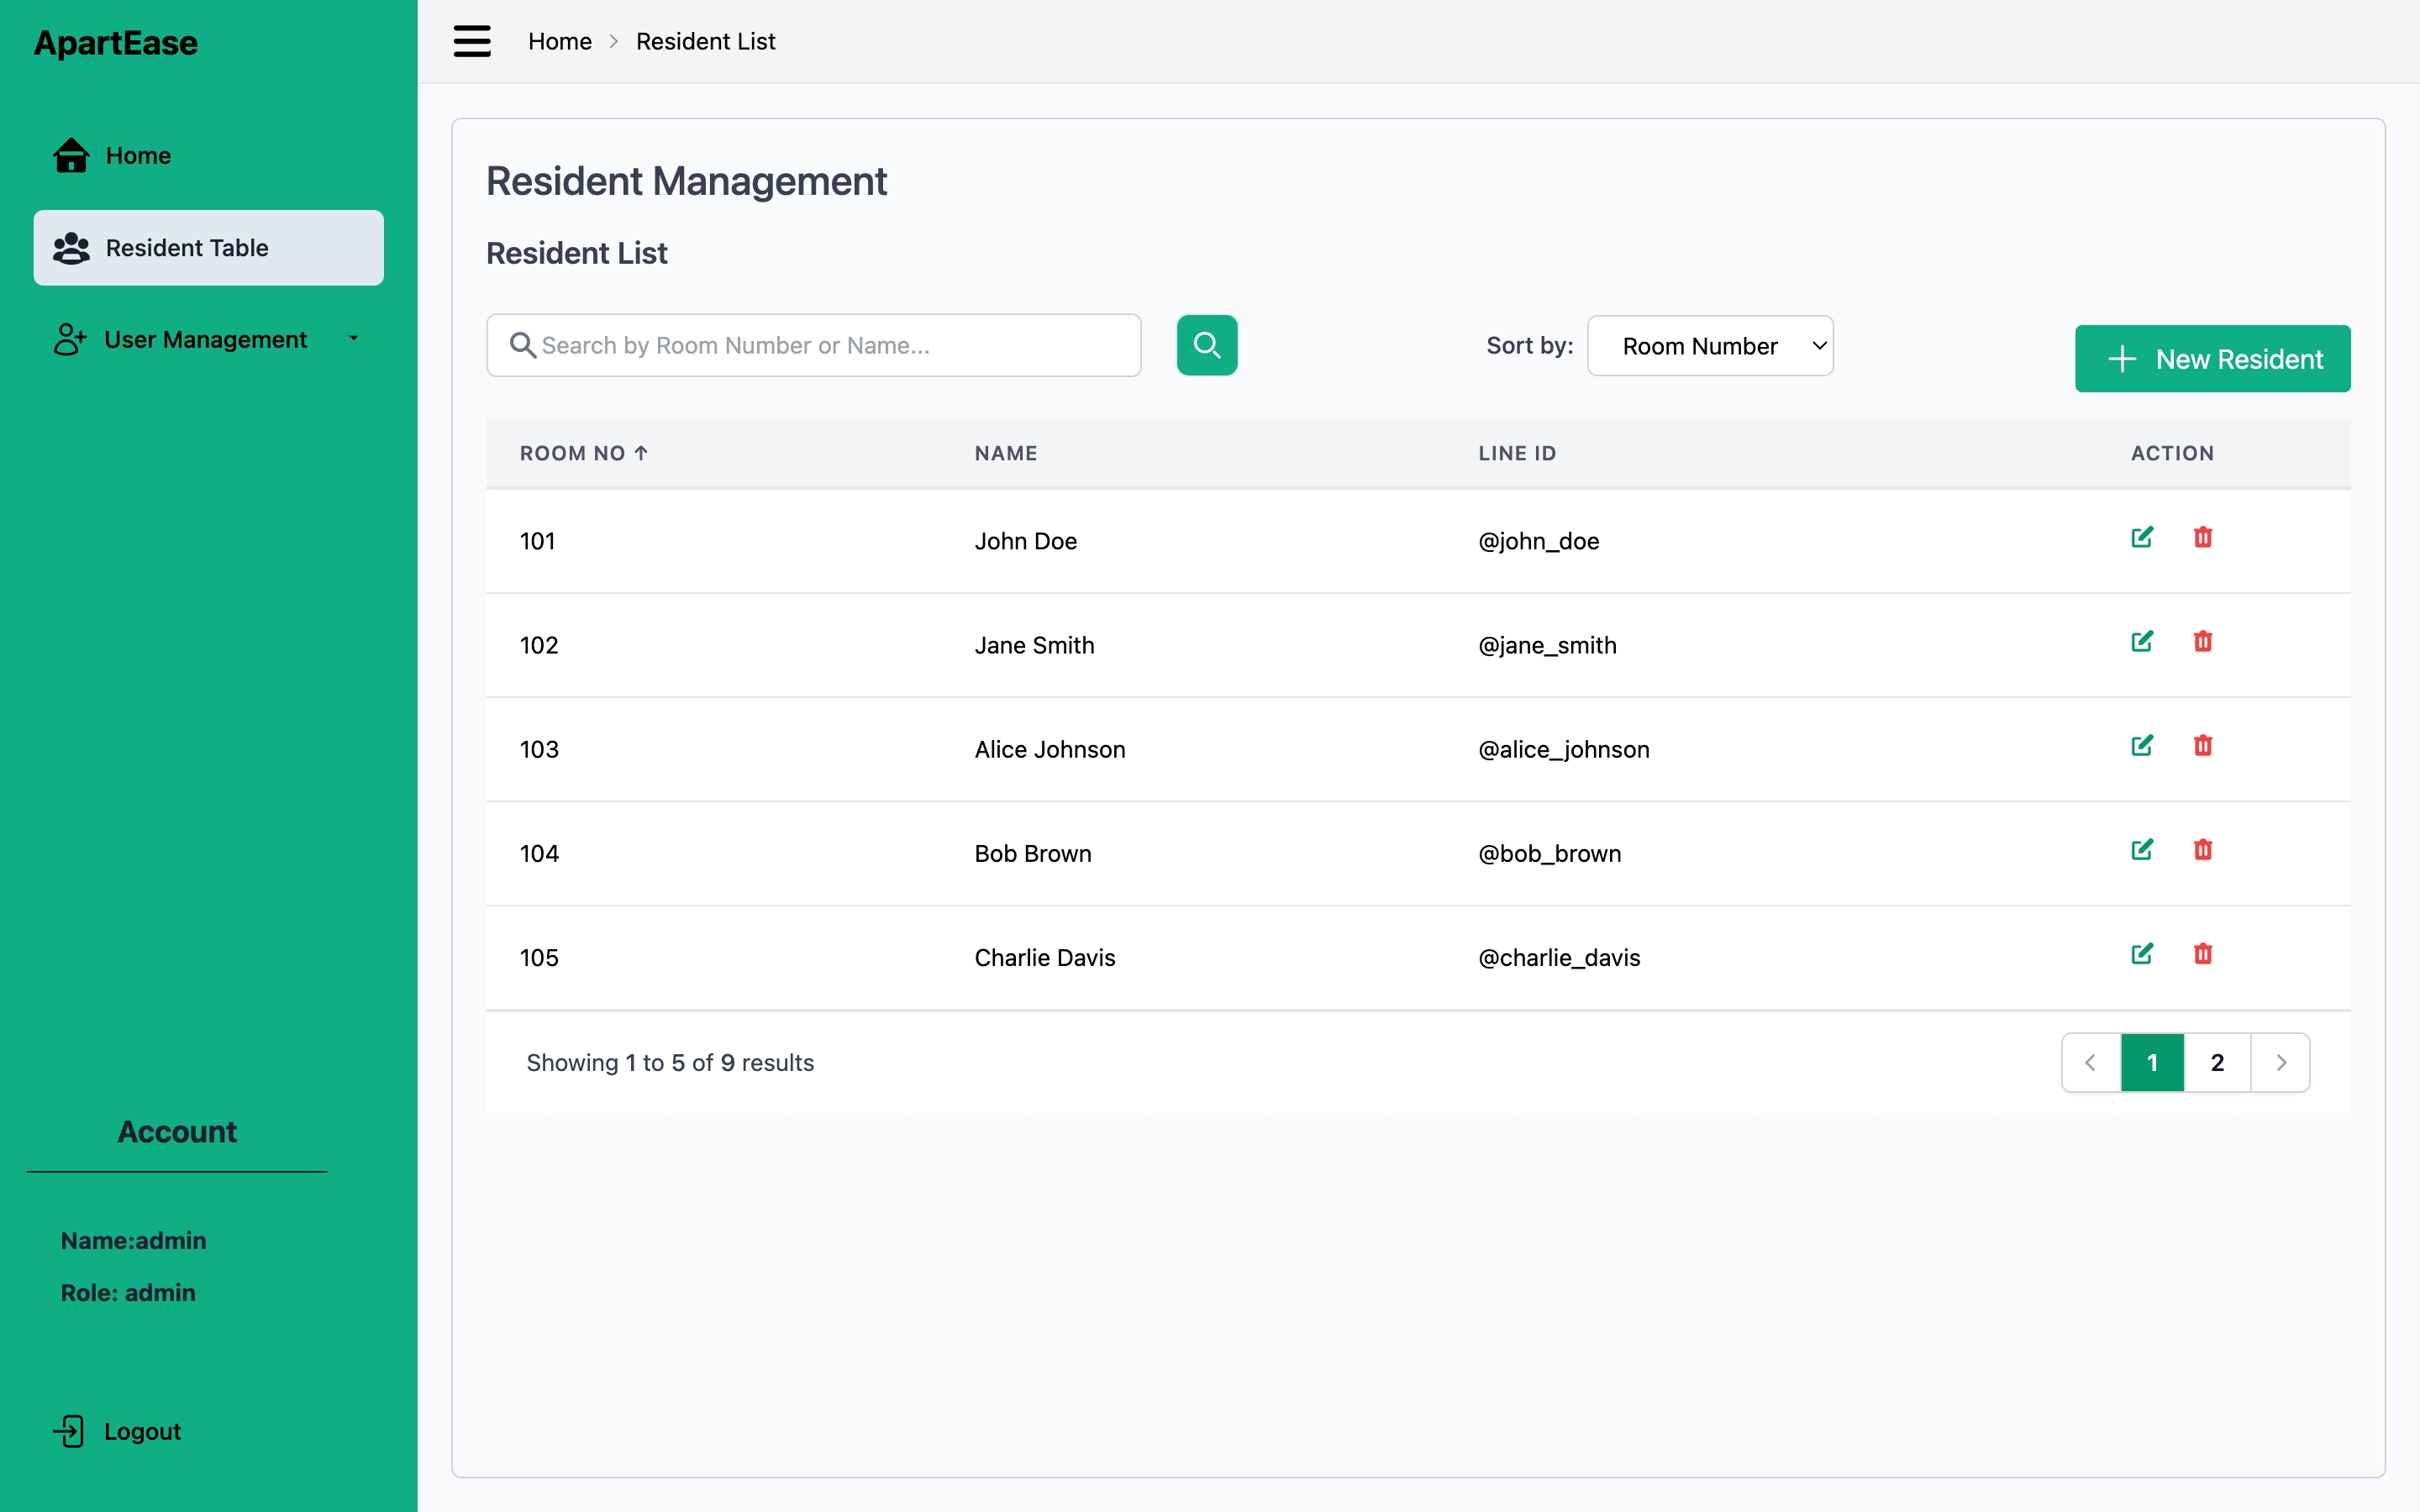 ApartEase
Home
Resident Table
User Management
Account
Name:admin
Role: admin
Logout
Home > Resident List
Resident Management
Resident List
Search by Room Number or Name...
Sort by: Room Number
New Resident
ROOM NO ↑ NAME LINE ID ACTION
101 John Doe @john_doe
102 Jane Smith @jane_smith
103 Alice Johnson @alice_johnson
104 Bob Brown @bob_brown
105 Charlie Davis @charlie_davis
Showing 1 to 5 of 9 results
1 2